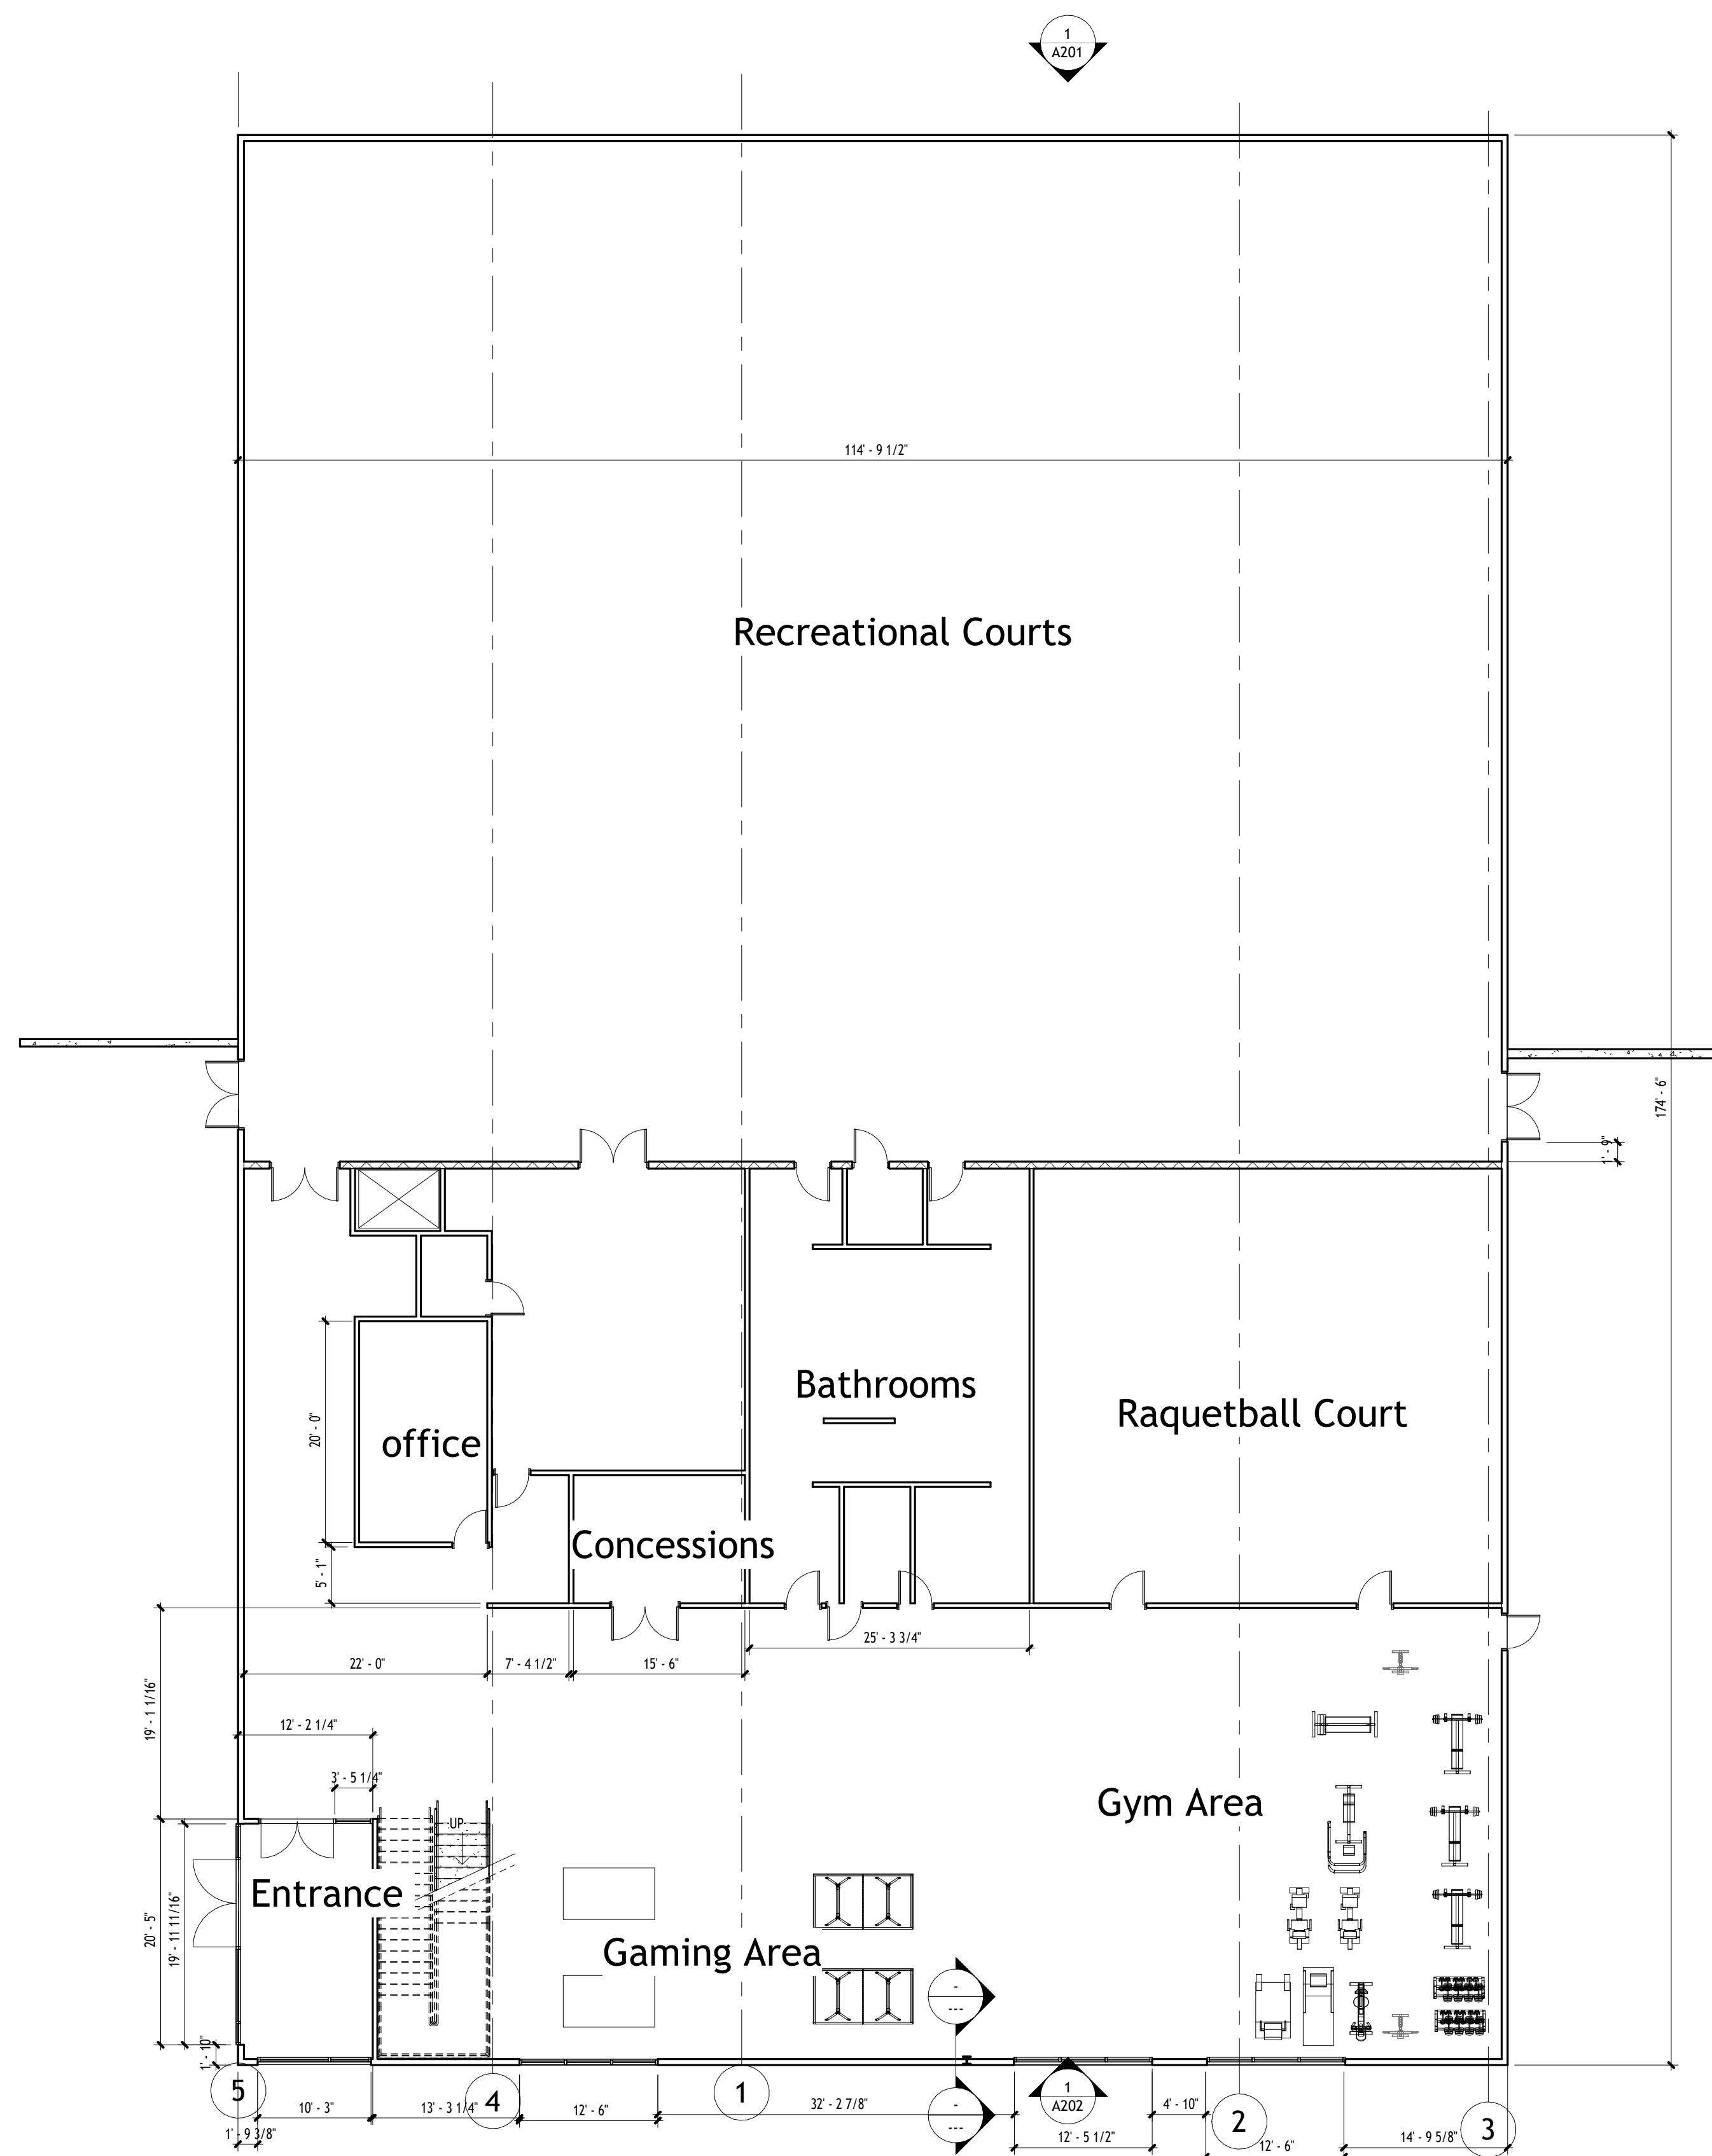 1
A201
114' - 9 1/2"
Recreational Courts
174' - 6"
1' - 9"
Bathrooms
Raquetball Court
20' - 0"
office
Concessions
5' - 1"
25' - 3 3/4"
22' - 0"
7' - 4 1/2"
15' - 6"
19' - 1 1/16"
12' - 2 1/4"
3' - 5 1/4"
Gym Area
UP
Entrance
20' - 5"
19' - 11 11/16"
Gaming Area
-
---
1' - 10"
5
4
1
2
3
1
A202
-
---
10' - 3"
13' - 3 1/4"
12' - 6"
32' - 2 7/8"
4' - 10"
1' - 9 3/8"
12' - 5 1/2"
12' - 6"
14' - 9 5/8"